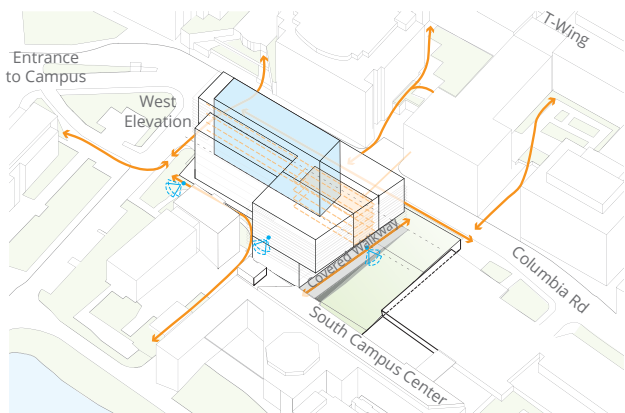 T-Wing
Entrance
to Campus
West
Elevation
Covered Walkway
Columbia Rd
South Campus Center